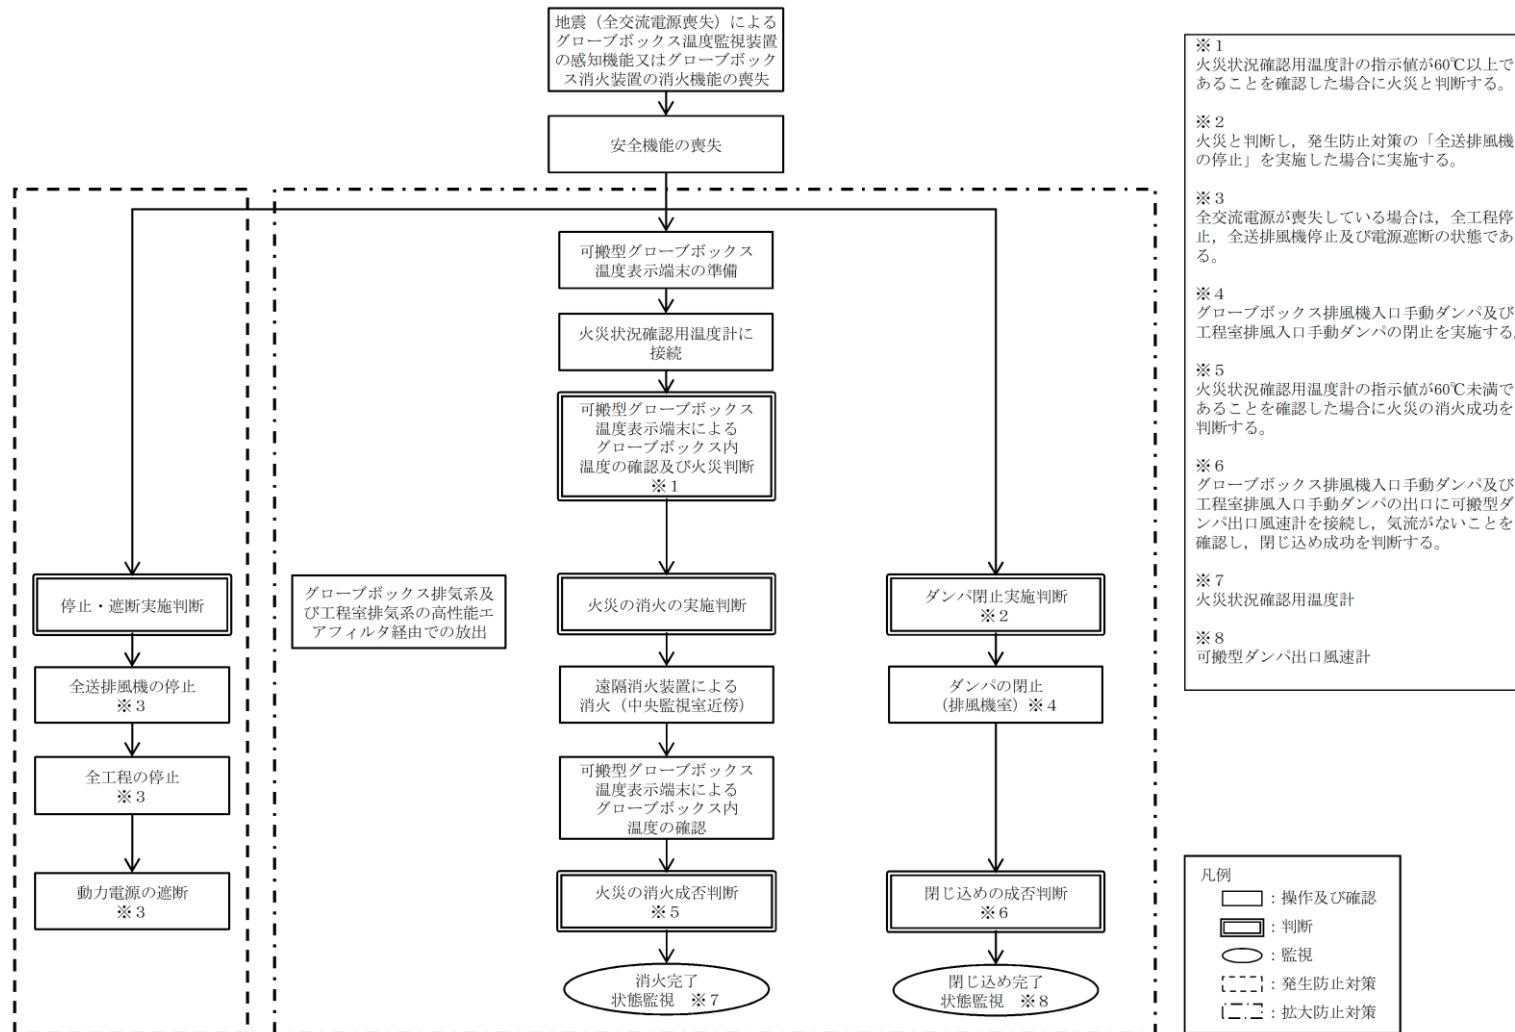 地震（全交流電源喪失）による
グローブボックス温度監視装置
の感知機能又はグローブボック
ス消火装置の消火機能の喪失
安全機能の喪失
可搬型グローブボックス
温度表示端末の準備
火災状況確認用温度計に
接続
可搬型グローブボックス
温度表示端末による
グローブボックス内
温度の確認及び火災判断
※１
停止・遮断実施判断
グローブボックス排気系及
び工程室排気系の高性能エ
アフィルタ経由での放出
火災の消火の実施判断
ダンパ閉止実施判断
※２
全送排風機の停止
※３
遠隔消火装置による
消火（中央監視室近傍）
ダンパの閉止
（排風機室）※４
全工程の停止
※３
可搬型グローブボックス
温度表示端末による
グローブボックス内
温度の確認
動力電源の遮断
※３
火災の消火成否判断
※５
閉じ込めの成否判断
※６
消火完了
状態監視　※７
閉じ込め完了
状態監視　※８
※１
火災状況確認用温度計の指示値が60℃以上で
あることを確認した場合に火災と判断する。
※２
火災と判断し，発生防止対策の「全送排風機
の停止」を実施した場合に実施する。
※３
全交流電源が喪失している場合は，全工程停
止，全送排風機停止及び電源遮断の状態であ
る。
※４
グローブボックス排風機入口手動ダンパ及び
工程室排風入口手動ダンパの閉止を実施する。
※５
火災状況確認用温度計の指示値が60℃未満で
あることを確認した場合に火災の消火成功を
判断する。
※６
グローブボックス排風機入口手動ダンパ及び
工程室排風入口手動ダンパの出口に可搬型ダ
ンパ出口風速計を接続し，気流がないことを
確認し，閉じ込め成功を判断する。
※７
火災状況確認用温度計
※８
可搬型ダンパ出口風速計
凡例
：操作及び確認
：判断
：監視
：発生防止対策
：拡大防止対策